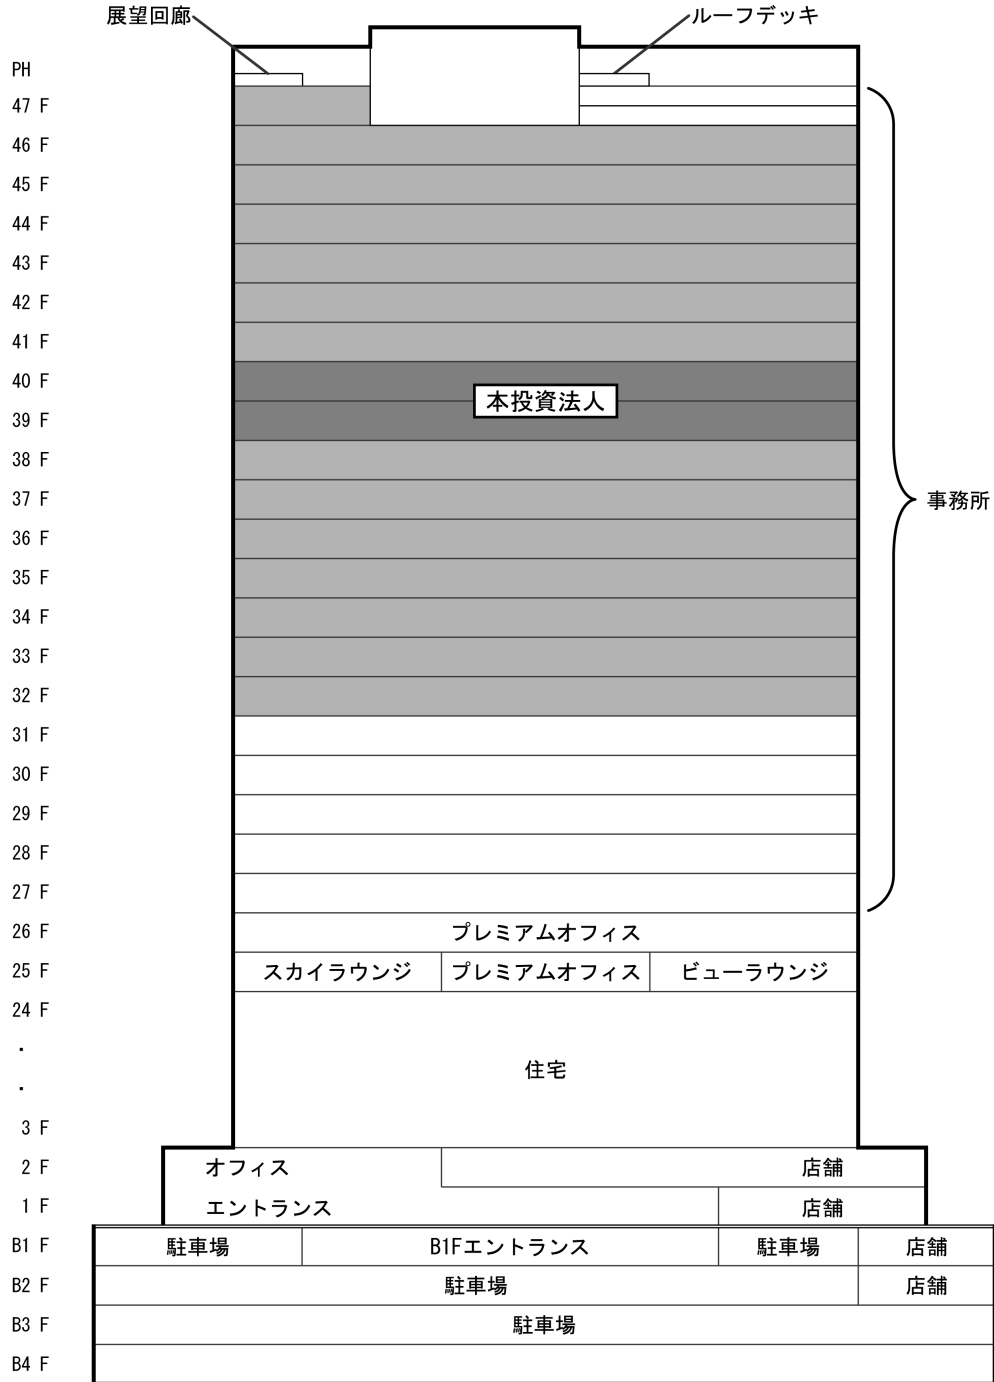 展望回廊 ルーフデッキ
PH
47 F
46 F
45 F
44 F
43 F
42 F
41 F
40 F
本投資法人
39 F
38 F
37 F
事務所
36 F
35 F
34 F
33 F
32 F
31 F
30 F
29 F
28 F
27 F
26 F プレミアムオフィス
25 F スカイラウンジ プレミアムオフィス ビューラウンジ
24 F
・
住宅
・
3 F
2 F オフィス 店舗
1 F エントランス 店舗
B1 F 駐車場 B1Fエントランス 駐車場 店舗
B2 F 駐車場 店舗
B3 F 駐車場
B4 F